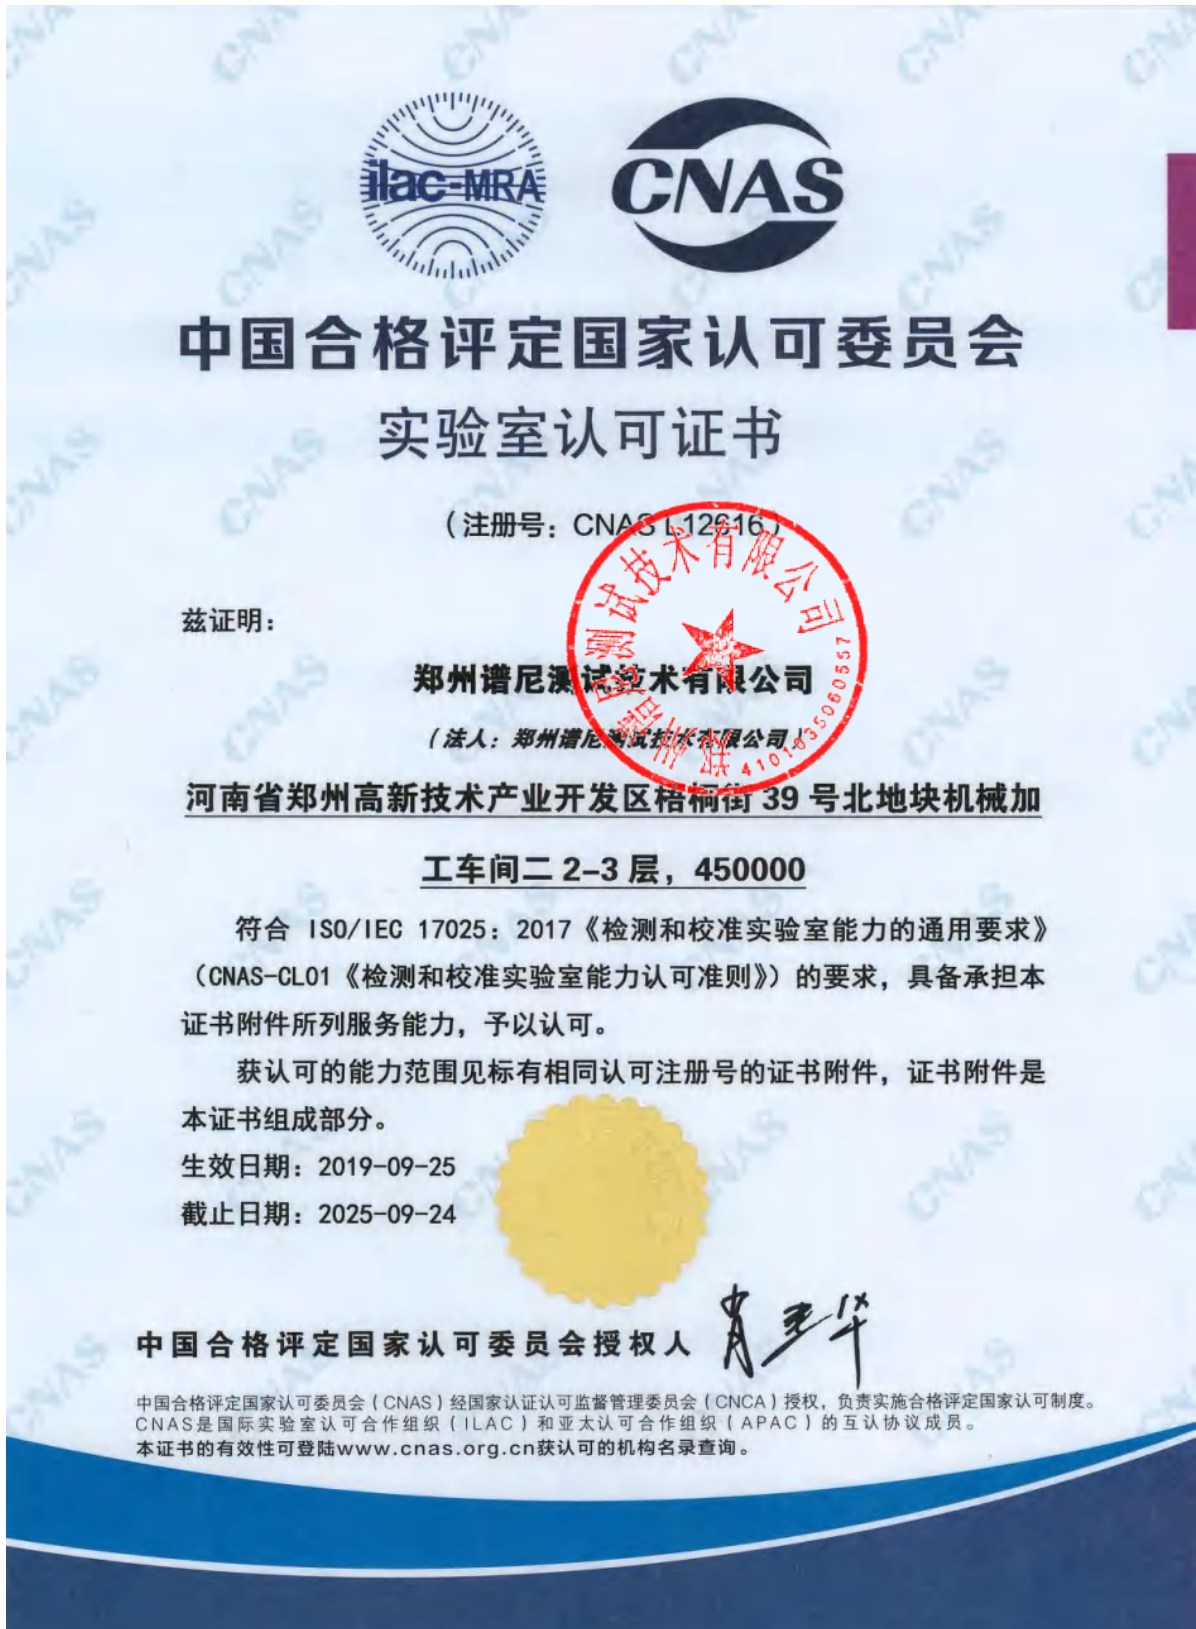 ilac-MRA
CNAS
中国合格评定国家认可委员会
实验室认可证书
（注册号：CNAS L12616）
兹证明：
郑州谱尼测试技术有限公司
（法人：郑州谱尼测试技术有限公司）
河南省郑州高新技术产业开发区梧桐街 39 号北地块机械加
工车间二 2-3 层，450000
符合 ISO/IEC 17025：2017《检测和校准实验室能力的通用要求》
（CNAS-CL01《检测和校准实验室能力认可准则》）的要求，具备承担本
证书附件所列服务能力，予以认可。
获认可的能力范围见标有相同认可注册号的证书附件，证书附件是
本证书组成部分。
生效日期：2019-09-25
截止日期：2025-09-24
中国合格评定国家认可委员会授权人
中国合格评定国家认可委员会（CNAS）经国家认证认可监督管理委员会（CNCA）授权，负责实施合格评定国家认可制度。
CNAS是国际实验室认可合作组织（ILAC）和亚太认可合作组织（APAC）的互认协议成员。
本证书的有效性可登陆www.cnas.org.cn获认可的机构名录查询。
郑州谱尼测试技术有限公司
4101035060557